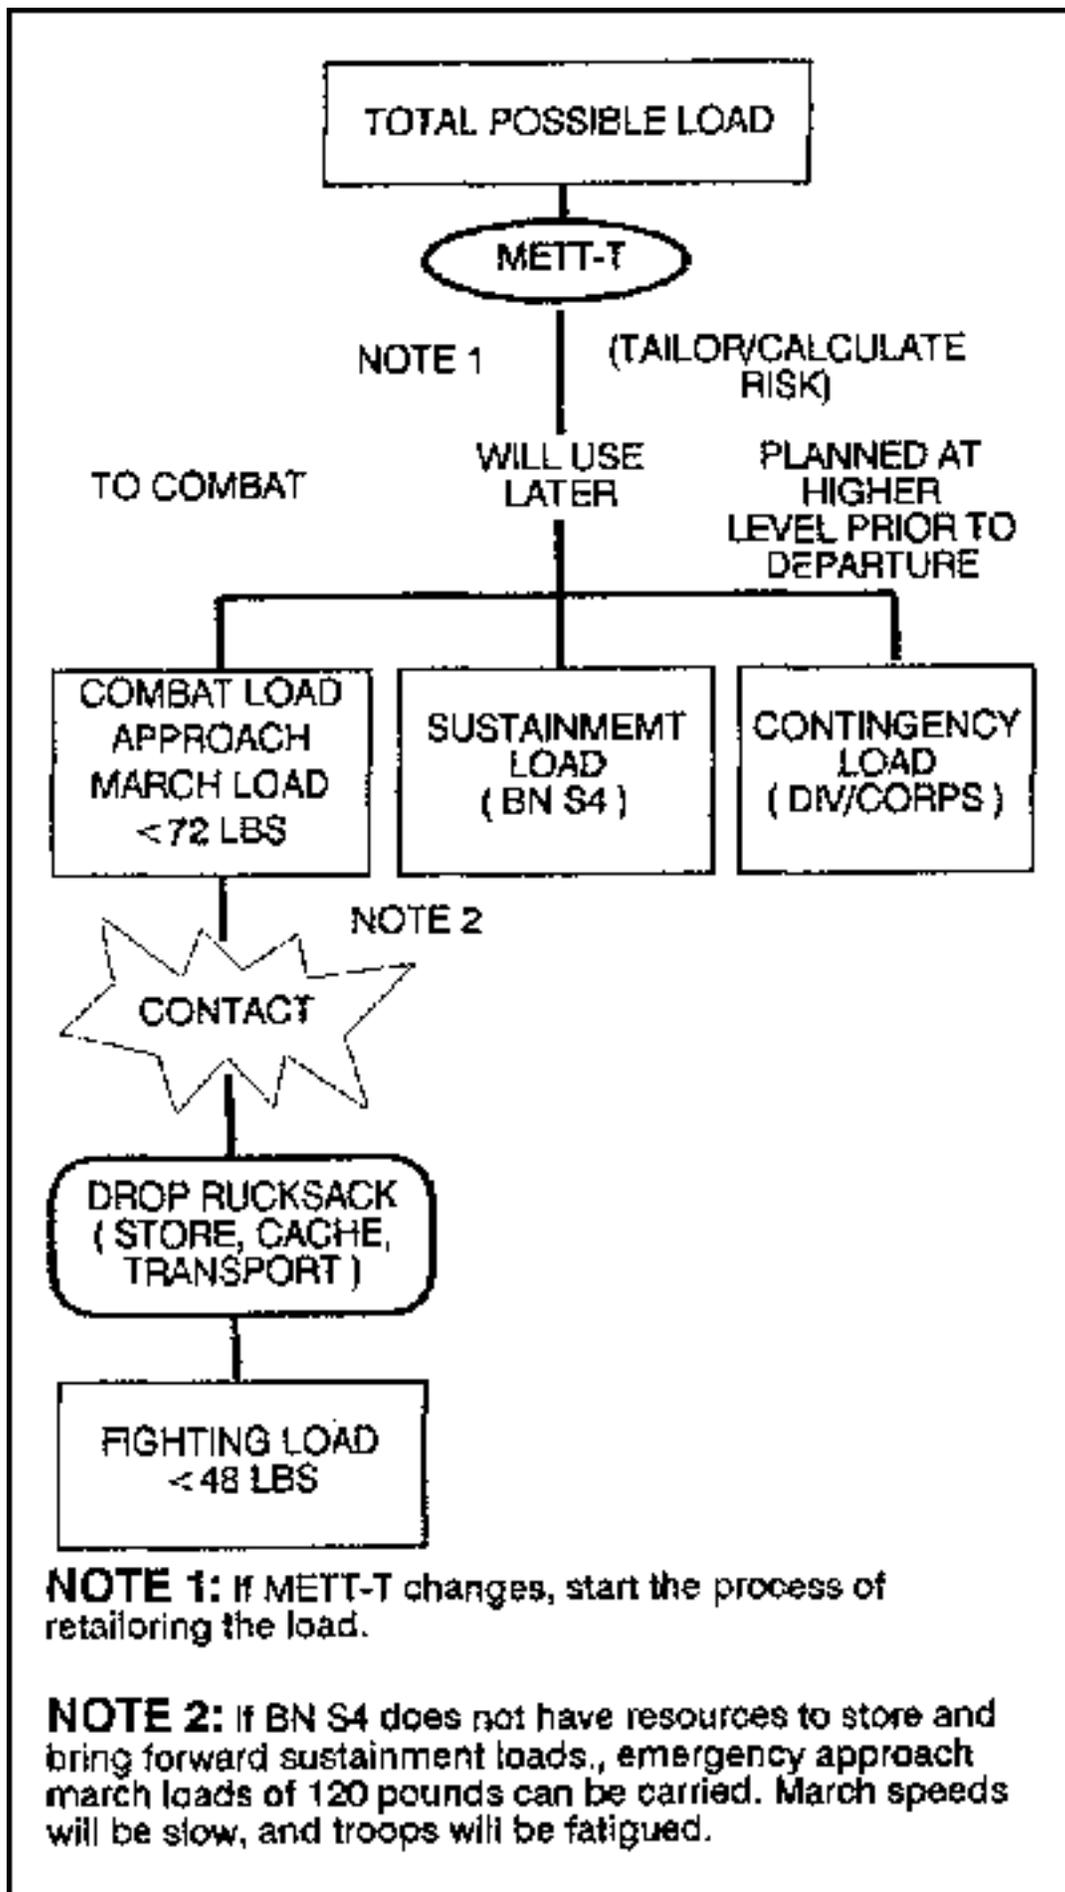 TOTAL POSSIBLE LOAD
METT-T
NOTE 1
(TAILOR/CALCULATE
RISK)
TO COMBAT
WILL USE
LATER
PLANNED AT
HIGHER
LEVEL PRIOR TO
DEPARTURE
COMBAT LOAD
APPROACH
MARCH LOAD
<72 LBS
SUSTAINMEMT
LOAD
( BN S4 )
CONTINGENCY
LOAD
( DIV/CORPS )
NOTE 2
CONTACT
DROP RUCKSACK
( STORE, CACHE,
TRANSPORT )
FIGHTING LOAD
<48 LBS
NOTE 1: If METT-T changes, start the process of
retailoring the load.
NOTE 2: If BN S4 does not have resources to store and
bring forward sustainment loads., emergency approach
march loads of 120 pounds can be carried. March speeds
will be slow, and troops will be fatigued.